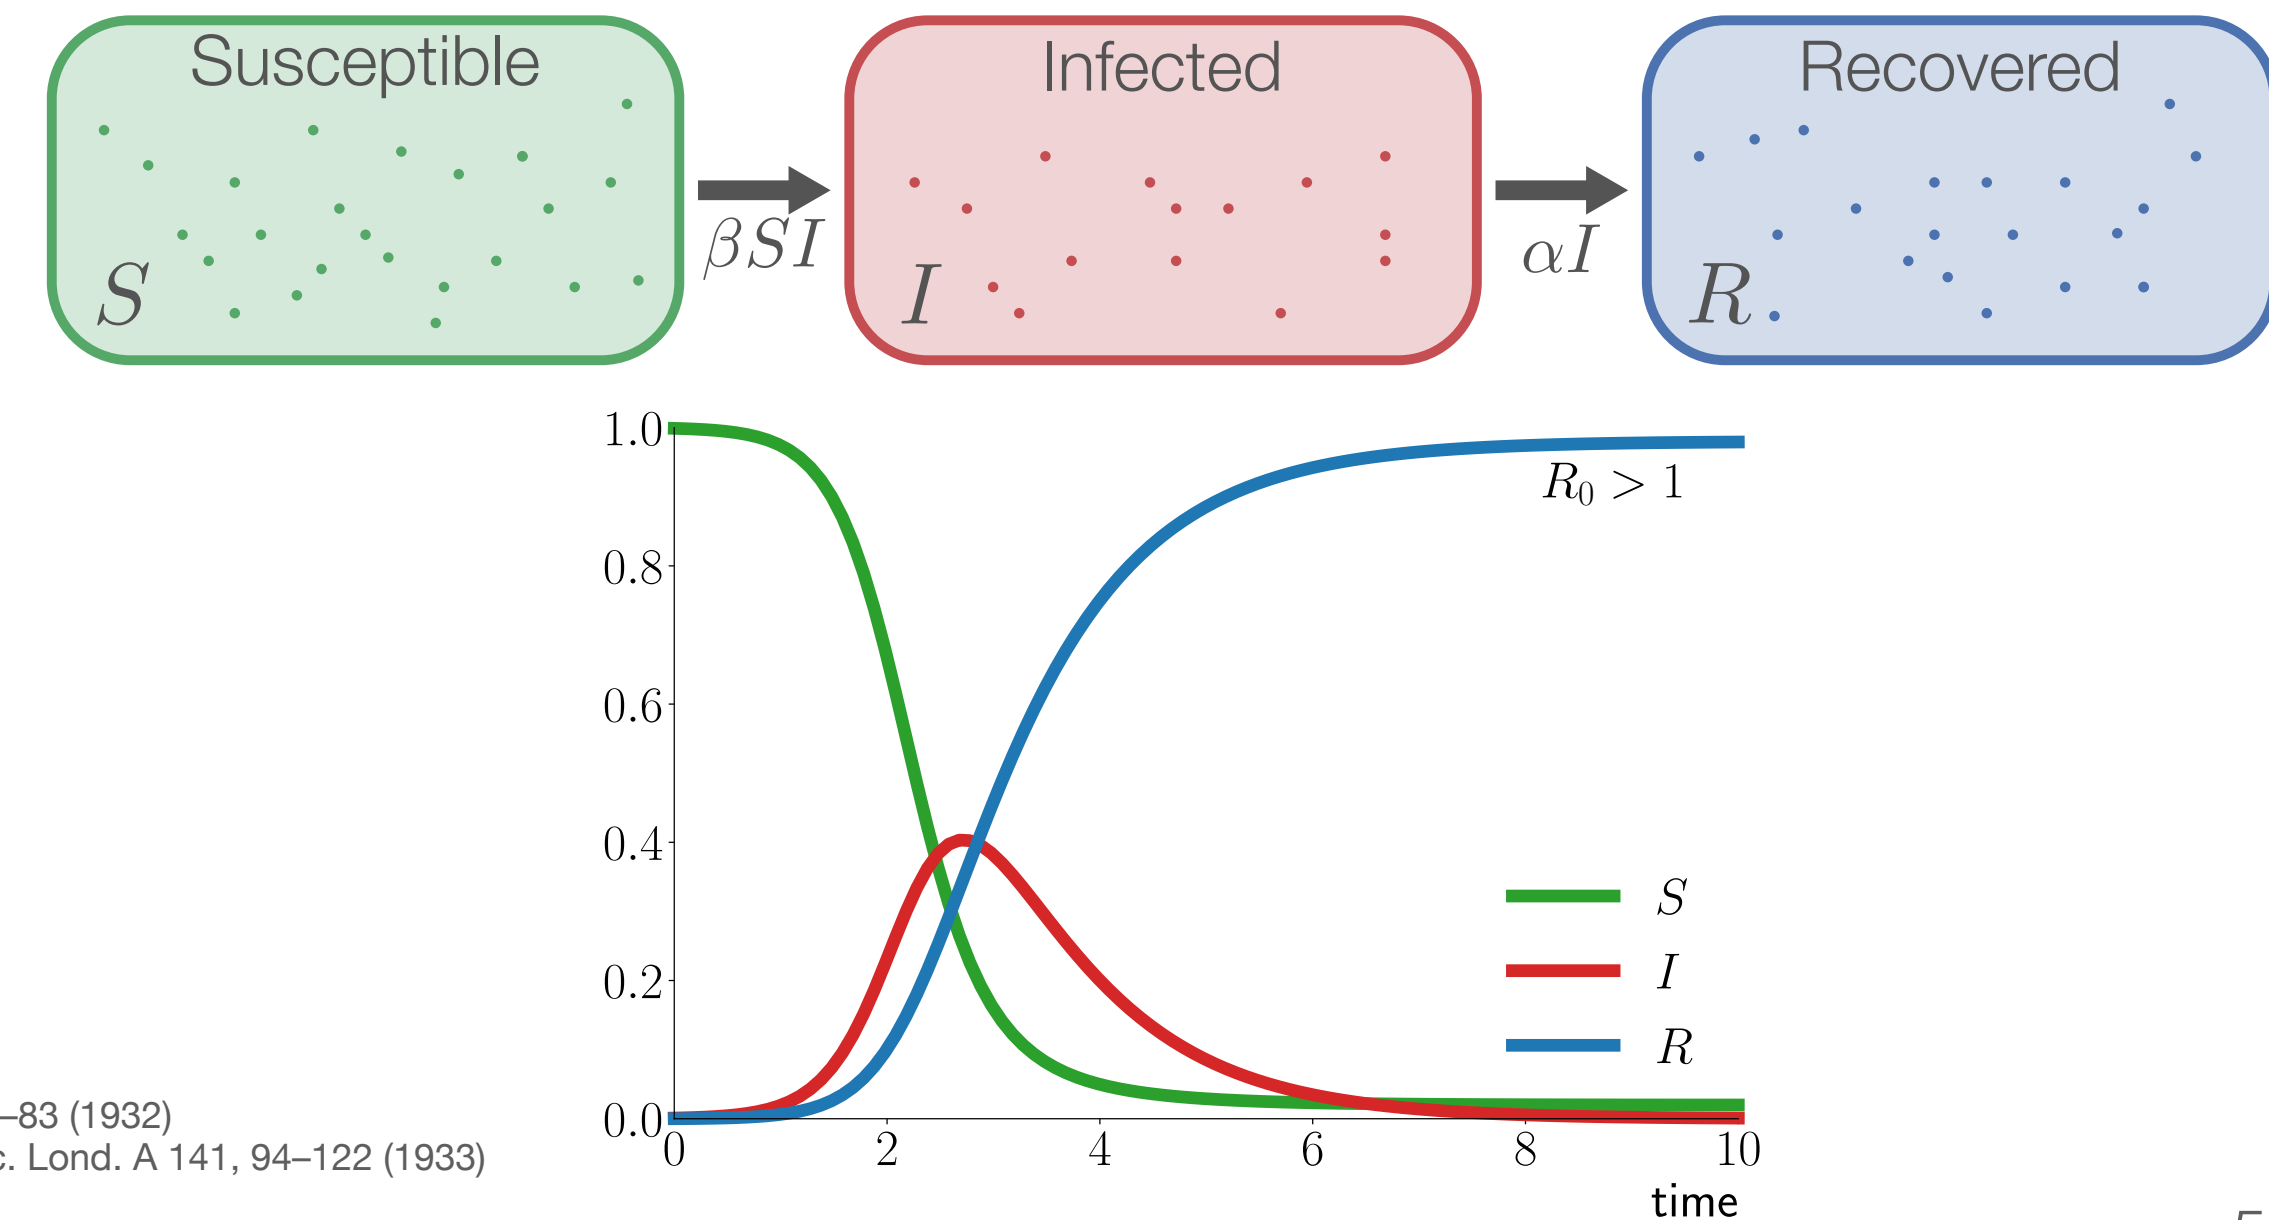 Susceptible
Infected
Recovered
βSI
αI
S
I
R
1.0
0.8
0.6
0.4
0.2
0.0
R₀ > 1
S
I
R
0 2 4 6 8 10
time
–83 (1932)
c. Lond. A 141, 94–122 (1933)